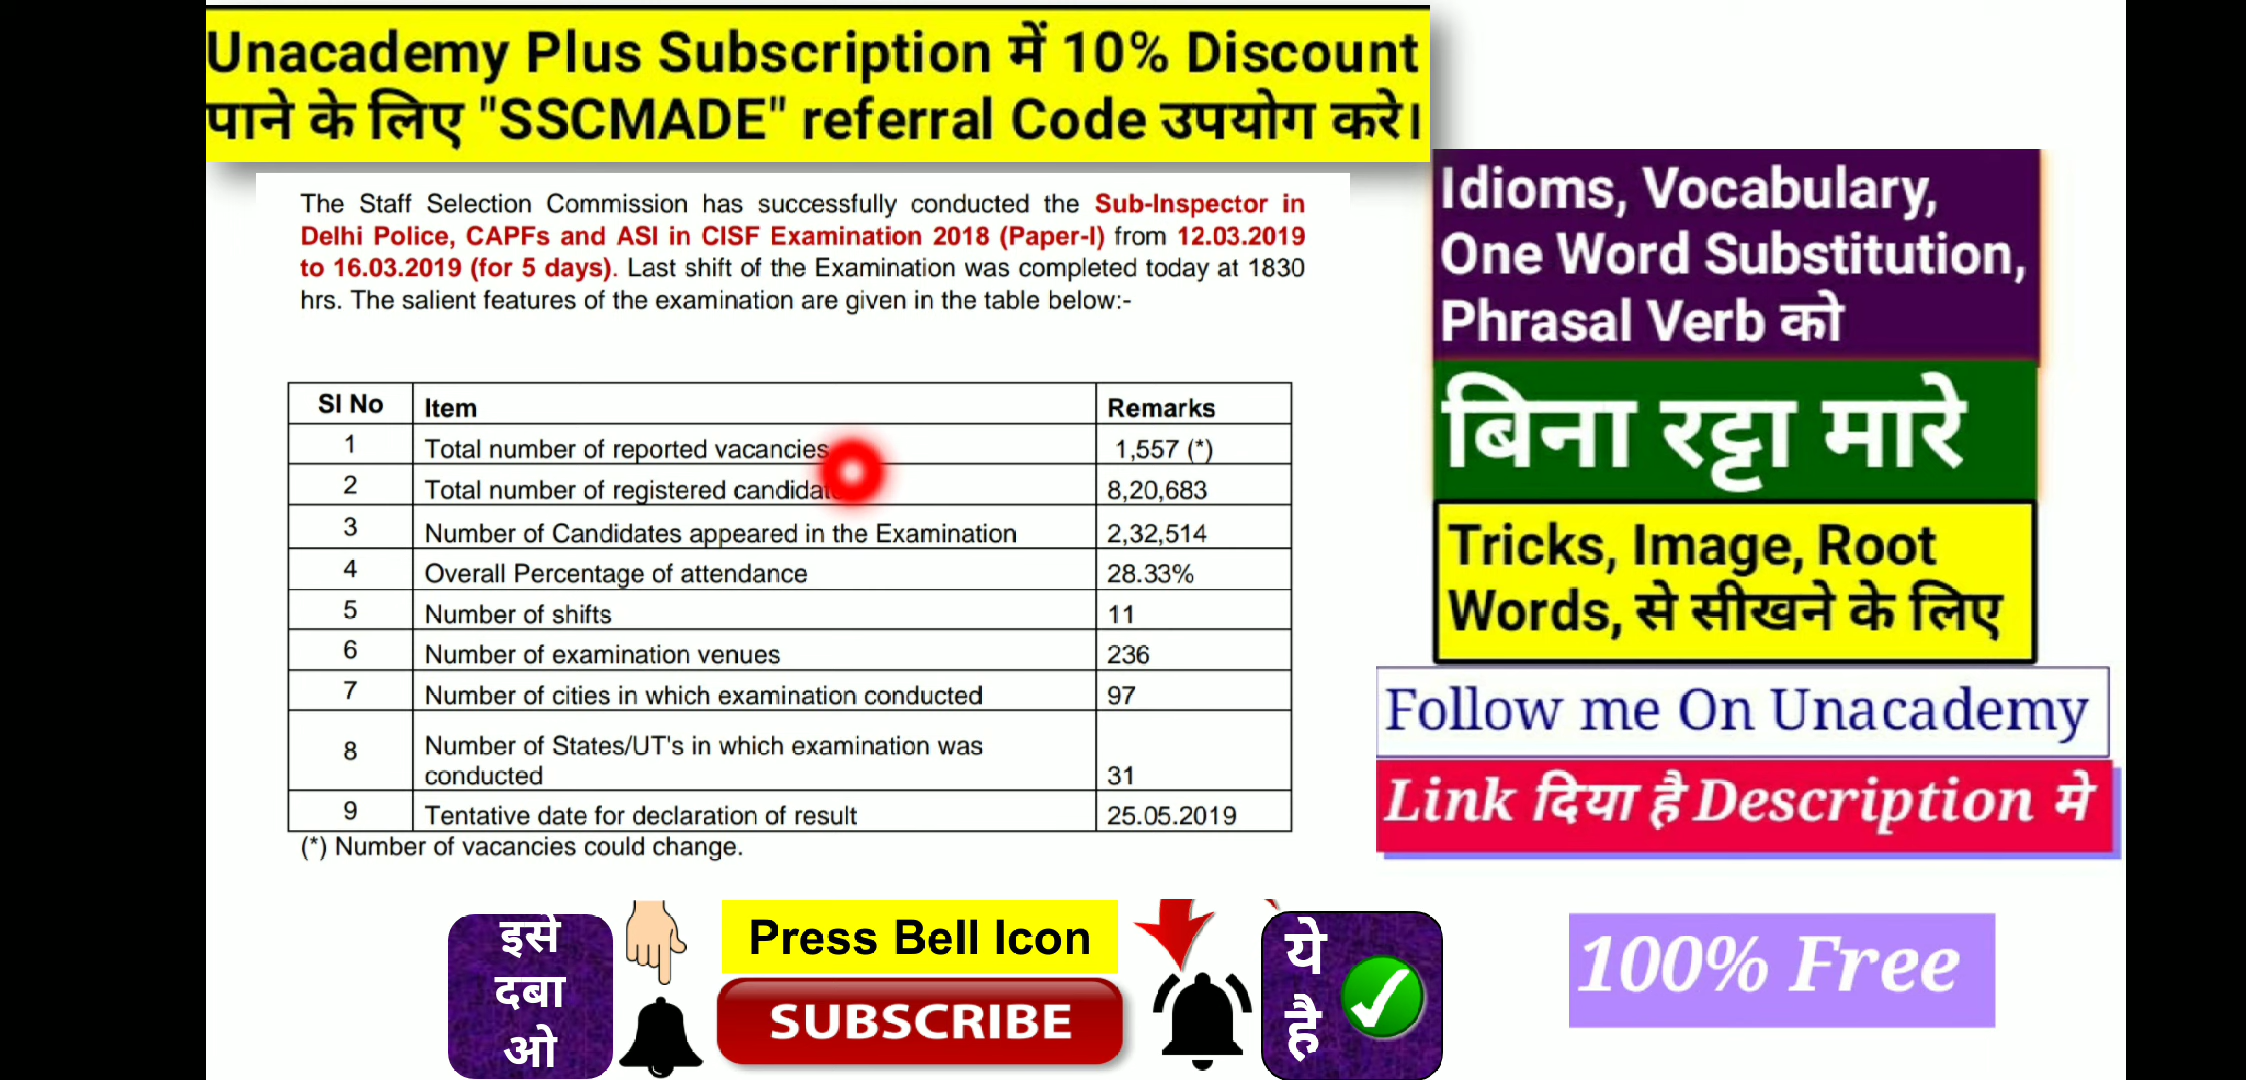 Unacademy Plus Subscription में 10% Discount
पाने के लिए "SSCMADE" referral Code उपयोग करे।
The Staff Selection Commission has successfully conducted the Sub-Inspector in
Delhi Police, CAPFs and ASI in CISF Examination 2018 (Paper-I) from 12.03.2019
to 16.03.2019 (for 5 days). Last shift of the Examination was completed today at 1830
hrs. The salient features of the examination are given in the table below:-
SI No Item Remarks
1 Total number of reported vacancies 1,557 (*)
2 Total number of registered 8,20,683
3 Number of Candidates appeared in the Examination 2,32,514
4 Overall Percentage of attendance 28.33%
5 Number of shifts 11
6 Number of examination venues 236
7 Number of cities in which examination conducted 97
8 Number of States/UT's in which examination was
conducted 31
9 Tentative date for declaration of result 25.05.2019
(*) Number of vacancies could change.
Idioms, Vocabulary,
One Word Substitution,
Phrasal Verb को
बिना रट्टा मारे
Tricks, Image, Root
Words, से सीखने के लिए
Follow me On Unacademy
Link दिया है Description मे
इसे
दबा
ओ
Press Bell Icon
SUBSCRIBE
ये
है
100% Free